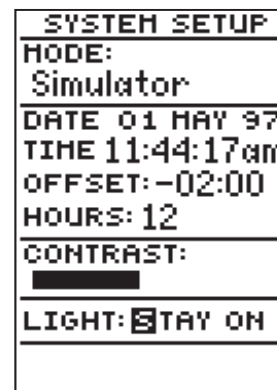 SYSTEM SETUP
MODE:
Simulator
DATE 01 MAY 97
TIME 11:44:17am
OFFSET:-02:00
HOURS: 12
CONTRAST:
LIGHT: STAY ON